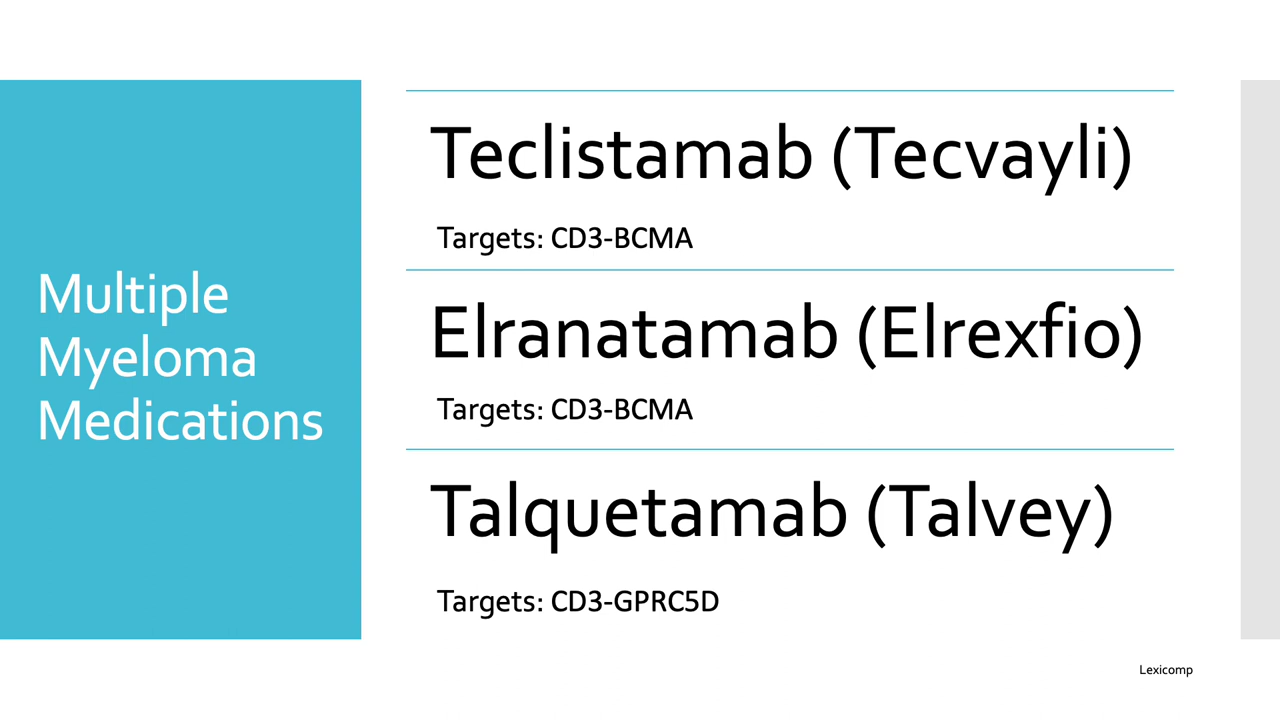 Multiple
Myeloma
Medications
Teclistamab (Tecvayli)
Targets: CD3-BCMA
Elranatamab (Elrexfio)
Targets: CD3-BCMA
Talquetamab (Talvey)
Targets: CD3-GPRC5D
Lexicomp